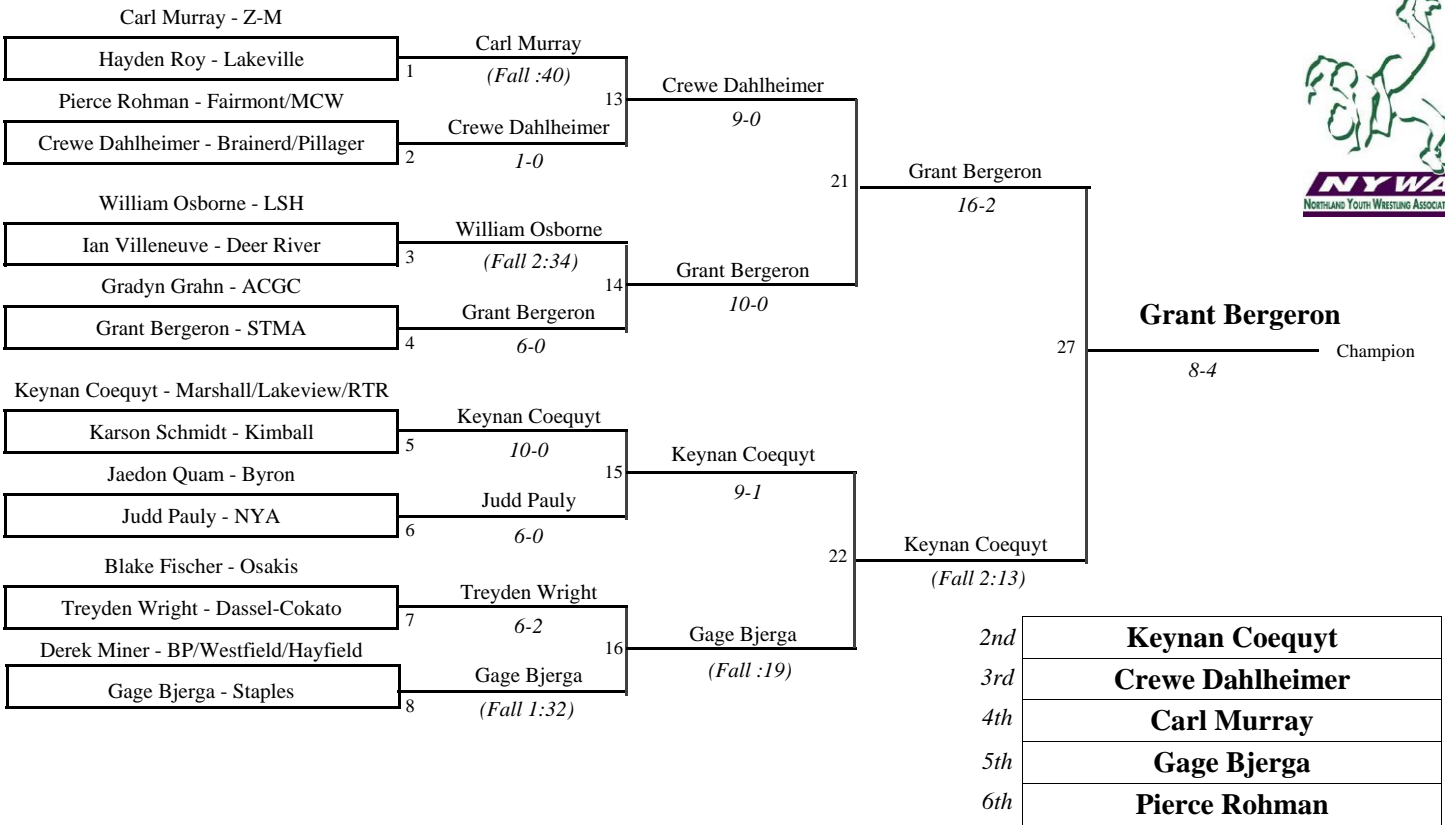 Carl Murray - Z-M
Hayden Roy - Lakeville
1
Pierce Rohman - Fairmont/MCW
Crewe Dahlheimer - Brainerd/Pillager
2
William Osborne - LSH
Ian Villeneuve - Deer River
3
Gradyn Grahn - ACGC
Grant Bergeron - STMA
4
Keynan Coequyt - Marshall/Lakeview/RTR
Karson Schmidt - Kimball
5
Jaedon Quam - Byron
Judd Pauly - NYA
6
Blake Fischer - Osakis
Treyden Wright - Dassel-Cokato
7
Derek Miner - BP/Westfield/Hayfield
Gage Bjerga - Staples
8
Carl Murray
(Fall :40)
13
Crewe Dahlheimer
1-0
William Osborne
(Fall 2:34)
14
Grant Bergeron
6-0
Keynan Coequyt
10-0
15
Judd Pauly
6-0
Treyden Wright
6-2
16
Gage Bjerga
(Fall 1:32)
Crewe Dahlheimer
9-0
21
Grant Bergeron
10-0
Keynan Coequyt
9-1
22
Gage Bjerga
(Fall :19)
Grant Bergeron
16-2
27
Keynan Coequyt
(Fall 2:13)
Grant Bergeron
Champion
8-4
NYWA
NORTHLAND YOUTH WRESTLING
2nd Keynan Coequyt
3rd Crewe Dahlheimer
4th Carl Murray
5th Gage Bjerga
6th Pierce Rohman